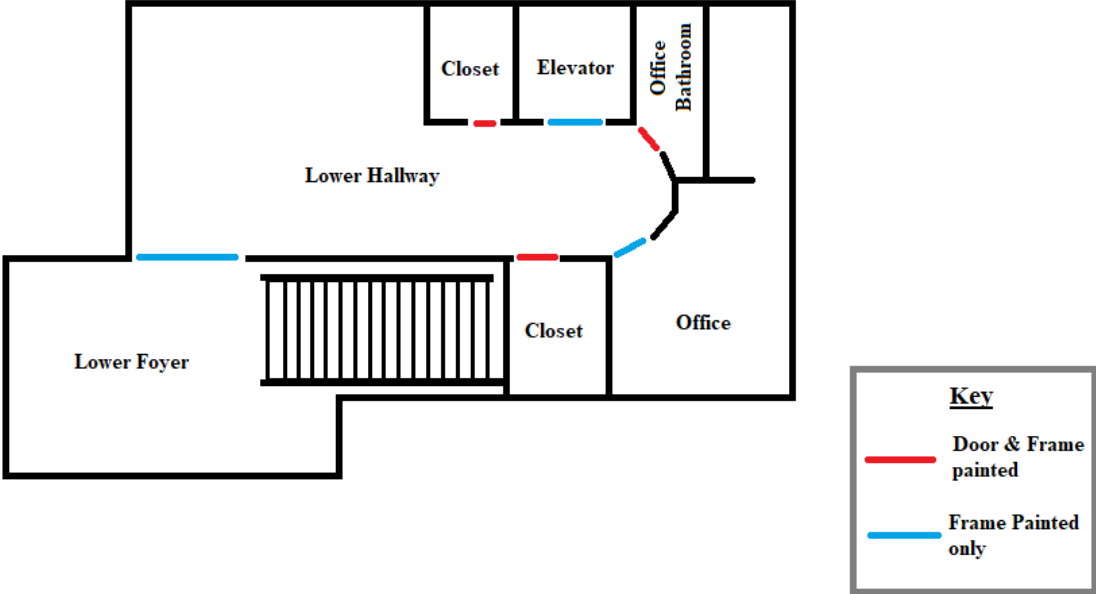 Closet
Elevator
Office
Bathroom
Lower Hallway
Closet
Office
Lower Foyer
Key
Door & Frame
painted
Frame Painted
only